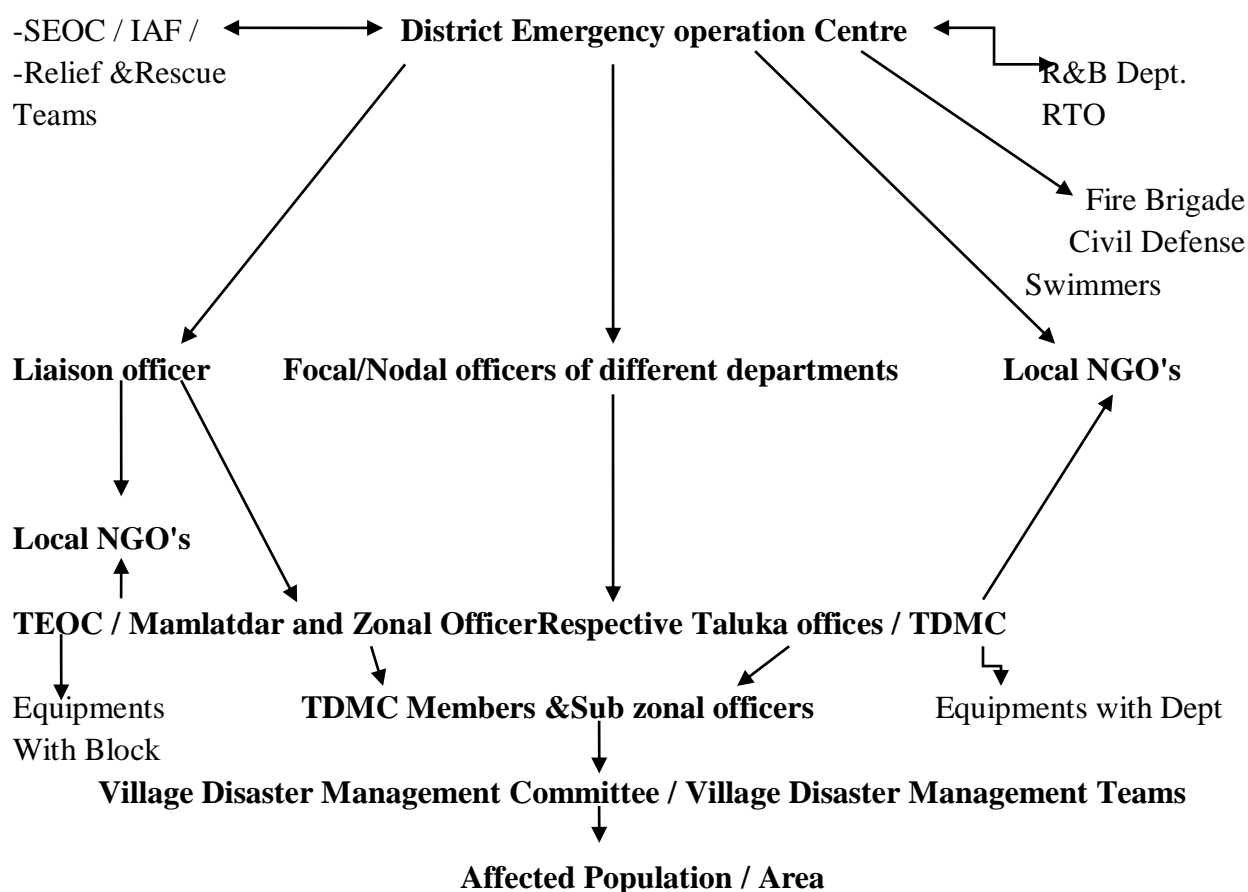 -SEOC / IAF /
District Emergency operation Centre
-Relief &Rescue
Teams
R&B Dept.
RTO
Fire Brigade
Civil Defense
Swimmers
Liaison officer
Focal/Nodal officers of different departments
Local NGO's
Local NGO's
TEOC / Mamlatdar and Zonal OfficerRespective Taluka offices / TDMC
Equipments
With Block
TDMC Members &Sub zonal officers
Equipments with Dept
Village Disaster Management Committee / Village Disaster Management Teams
Affected Population / Area